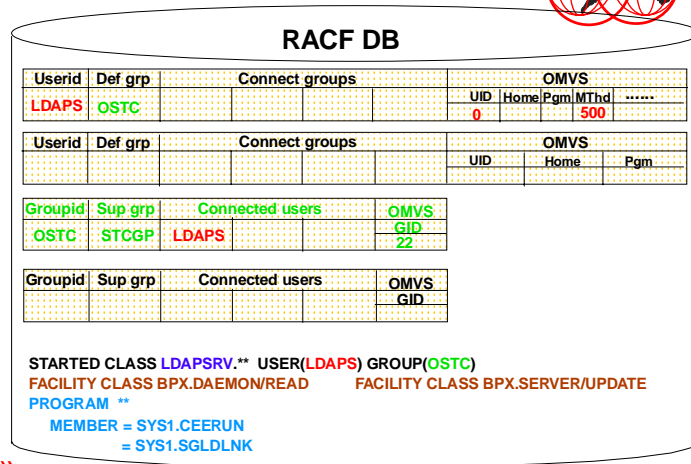 RACF DB
Userid Def grp Connect groups OMVS
UID Home Pgm MThd ......
LDAPS OSTC 0 500
Userid Def grp Connect groups OMVS
UID Home Pgm
Groupid Sup grp Connected users OMVS
GID
OSTC STCGP LDAPS 22
Groupid Sup grp Connected users OMVS
GID
STARTED CLASS LDAPSRV.** USER(LDAPS) GROUP(OSTC)
FACILITY CLASS BPX.DAEMON/READ FACILITY CLASS BPX.SERVER/UPDATE
PROGRAM **
MEMBER = SYS1.CEERUN
= SYS1.SGLDLNK